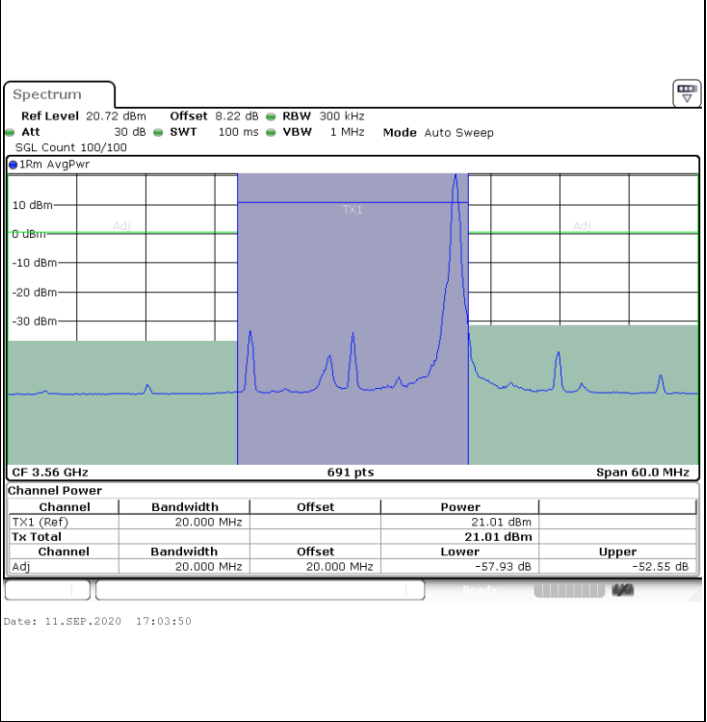 Spectrum
Ref Level 20.72 dBm Offset 8.22 dB RBW 300 kHz
Att 30 dB SWT 100 ms VBW 1 MHz Mode Auto Sweep
SGL Count 100/100
1Rm AvgPwr
10 dBm
TX1
Adj
Adj
0 dBm
-10 dBm
-20 dBm
-30 dBm
CF 3.56 GHz 691 pts Span 60.0 MHz
Channel Power
Channel Bandwidth Offset Power
TX1 (Ref) 20.000 MHz 21.01 dBm
Tx Total 21.01 dBm
Channel Bandwidth Offset Lower Upper
Adj 20.000 MHz 20.000 MHz -57.93 dB -52.55 dB
Ready
Date: 11.SEP.2020 17:03:50